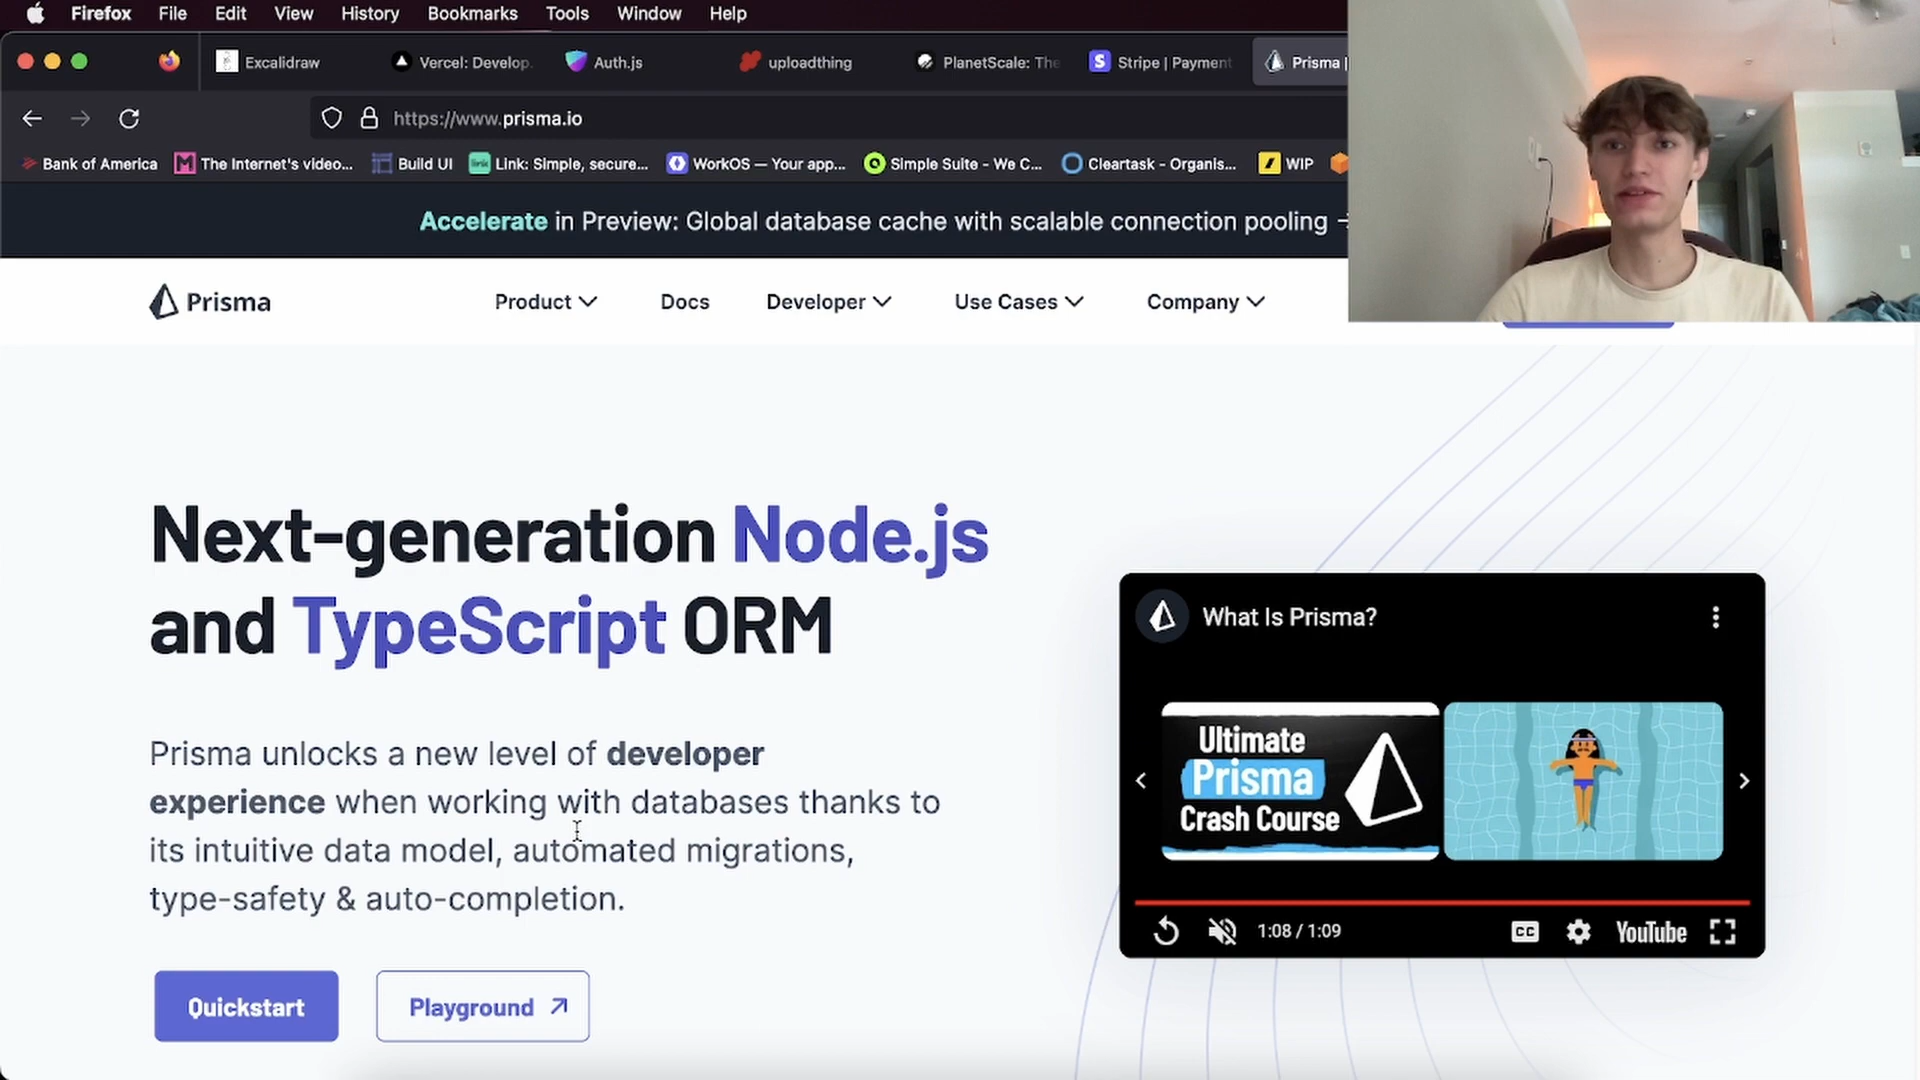 Firefox File Edit View History Bookmarks Tools Window Help
Excalidraw Vercel: Develop. Auth.js uploadthing PlanetScale: The Stripe | Payment Prisma |
https://www.prisma.io
Bank of America The Internet's video... Build UI Link: Simple, secure... WorkOS — Your app... Simple Suite - We C... Cleartask - Organis... WIP
Accelerate in Preview: Global database cache with scalable connection pooling
Prisma Product Docs Developer Use Cases Company
Next-generation Node.js
and TypeScript ORM
Prisma unlocks a new level of developer
experience when working with databases thanks to
its intuitive data model, automated migrations,
type-safety & auto-completion.
Quickstart Playground
What Is Prisma?
Ultimate
Prisma
Crash Course
1:08 / 1:09 CC YouTube